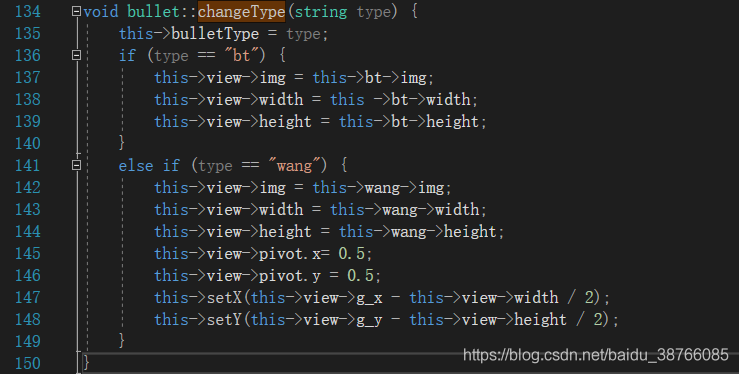 134 void bullet::changeType(string type) {
135     this->bulletType = type;
136     if (type == "bt") {
137         this->view->img = this->bt->img;
138         this->view->width = this ->bt->width;
139         this->view->height = this->bt->height;
140     }
141     else if (type == "wang") {
142         this->view->img = this->wang->img;
143         this->view->width = this->wang->width;
144         this->view->height = this->wang->height;
145         this->view->pivot.x= 0.5;
146         this->view->pivot.y = 0.5;
147         this->setX(this->view->g_x - this->view->width / 2);
148         this->setY(this->view->g_y - this->view->height / 2);
149     }
150 }
https://blog.csdn.net/baidu_38766085